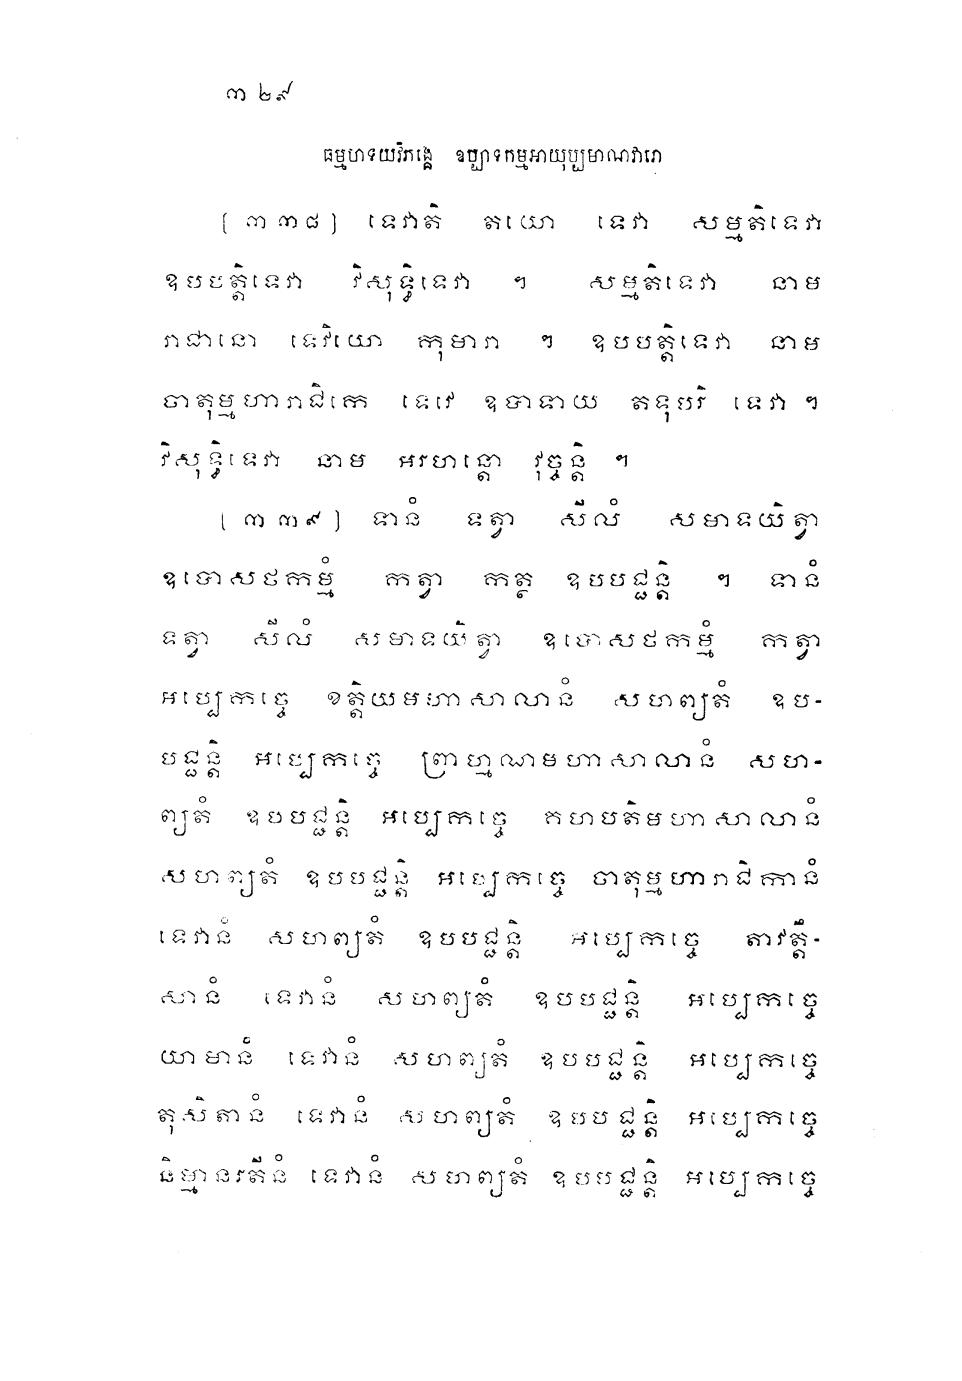 ៣២៩
ធម្មហទយវិភង្គេ ឧប្បាទកម្មអាយុប្បមាណវារោ
[៣៣៨] ទេវាតិ តយោ ទេវា សម្មតិទេវា
ឧបបត្តិទេវា វិសុទ្ធិទេវា ។ សម្មតិទេវា នាម
រាជានោ ទេវិយោ កុមារា ។ ឧបបត្តិទេវា នាម
ចាតុម្មហារាជិកេ ទេវេ ឧបាទាយ តទុបរិ ទេវា ។
វិសុទ្ធិទេវា នាម អរហន្តោ វុច្ចន្តិ ។
[៣៣៩] ទានំ ទត្វា សីលំ សមាទយិត្វា
ឧបោសថកម្មំ កត្វា កត្ថ ឧបបជ្ជន្តិ ។ ទានំ
ទត្វា សីលំ សមាទយិត្វា ឧបោសថកម្មំ កត្វា
អប្បេកច្ចេ ខត្តិយមហាសាលានំ សហព្យតំ ឧប-
បជ្ជន្តិ អប្បេកច្ចេ ព្រាហ្មណមហាសាលានំ សហ-
ព្យតំ ឧបបជ្ជន្តិ អប្បេកច្ចេ គហបតិមហាសាលានំ
សហព្យតំ ឧបបជ្ជន្តិ អប្បេកច្ចេ ចាតុម្មហារាជិកានំ
ទេវានំ សហព្យតំ ឧបបជ្ជន្តិ អប្បេកច្ចេ តាវត្តឹ-
សានំ ទេវានំ សហព្យតំ ឧបបជ្ជន្តិ អប្បេកច្ចេ
យាមានំ ទេវានំ សហព្យតំ ឧបបជ្ជន្តិ អប្បេកច្ចេ
តុសិតានំ ទេវានំ សហព្យតំ ឧបបជ្ជន្តិ អប្បេកច្ចេ
និម្មានរតីនំ ទេវានំ សហព្យតំ ឧបបជ្ជន្តិ អប្បេកច្ចេ